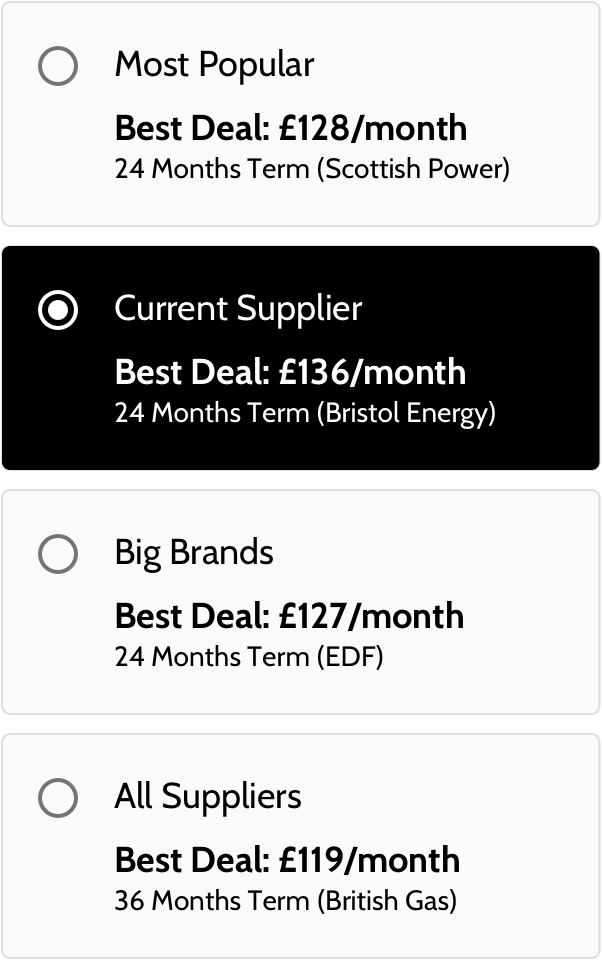 Most Popular
Best Deal: £128/month
24 Months Term (Scottish Power)
Current Supplier
Best Deal: £136/month
24 Months Term (Bristol Energy)
Big Brands
Best Deal: £127/month
24 Months Term (EDF)
All Suppliers
Best Deal: £119/month
36 Months Term (British Gas)